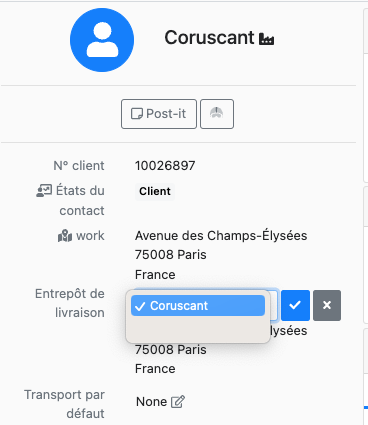 Coruscant
Post-it
N° client
10026897
États du
contact
Client
work
Avenue des Champs-Élysées
75008 Paris
France
Entrepôt de
livraison
Coruscant
lysées
75008 Paris
France
Transport par
défaut
None